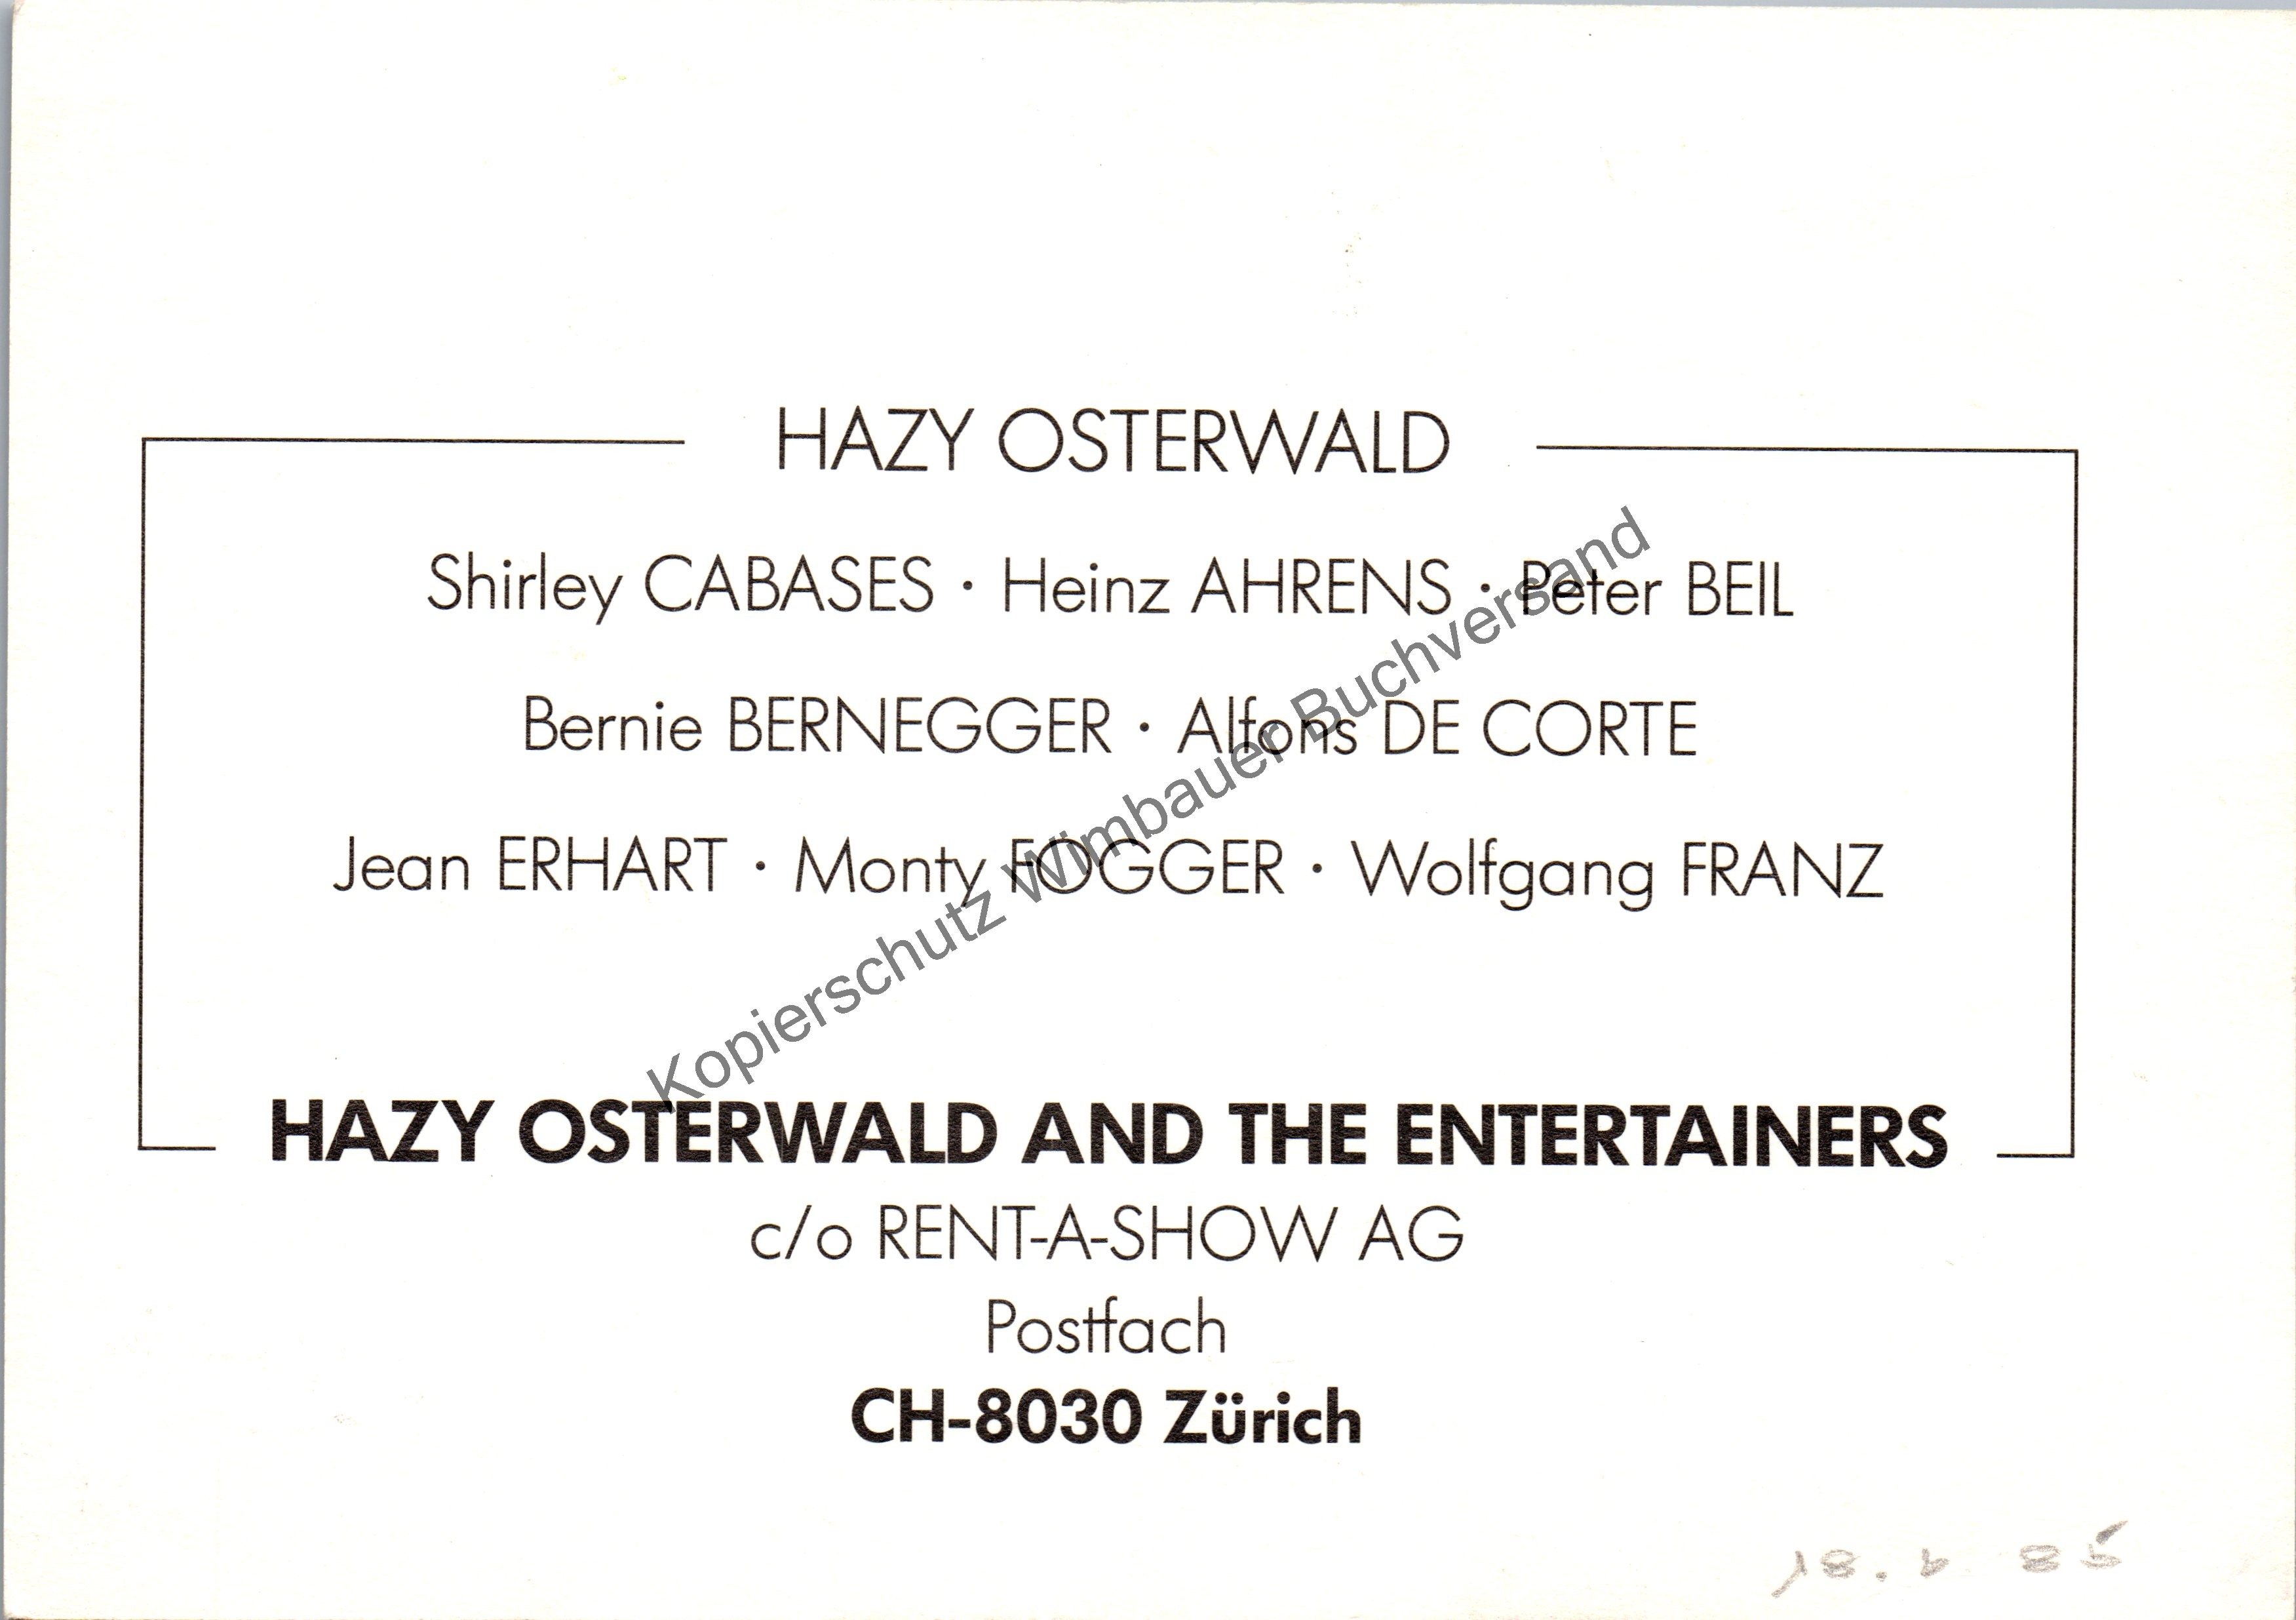 HAZY OSTERWALD
Shirley CABASES · Heinz AHRENS · Peter BEIL
Bernie BERNEGGER · Alfons DE CORTE
Jean ERHART · Monty FOGGER · Wolfgang FRANZ
Kopierschutz Wimbauer Buchversand
HAZY OSTERWALD AND THE ENTERTAINERS
c/o RENT-A-SHOW AG
Postfach
CH-8030 Zürich
18. 85